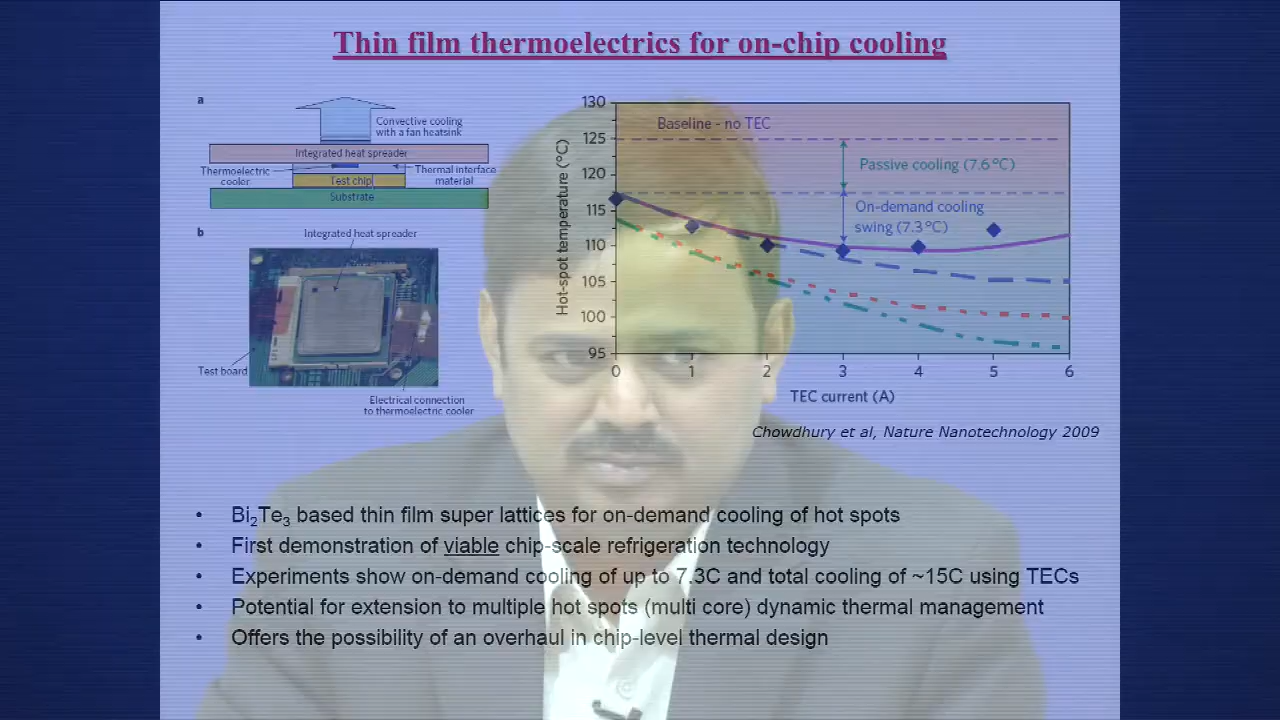 Thin film thermoelectrics for on-chip cooling
a
Convective cooling
with a fan heatsink
Integrated heat spreader
Thermoelectric
cooler
Thermal interface
material
Test chip
Substrate
b
Integrated heat spreader
Test board
Electrical connection
to thermoelectric cooler
Hot-spot temperature (°C)
130
125
120
115
110
105
100
95
Baseline - no TEC
Passive cooling (7.6°C)
On-demand cooling
swing (7.3°C)
0 1 2 3 4 5 6
TEC current (A)
Chowdhury et al, Nature Nanotechnology 2009
• Bi2Te3 based thin film super lattices for on-demand cooling of hot spots
• First demonstration of viable chip-scale refrigeration technology
• Experiments show on-demand cooling of up to 7.3C and total cooling of ~15C using TECs
• Potential for extension to multiple hot spots (multi core) dynamic thermal management
• Offers the possibility of an overhaul in chip-level thermal design